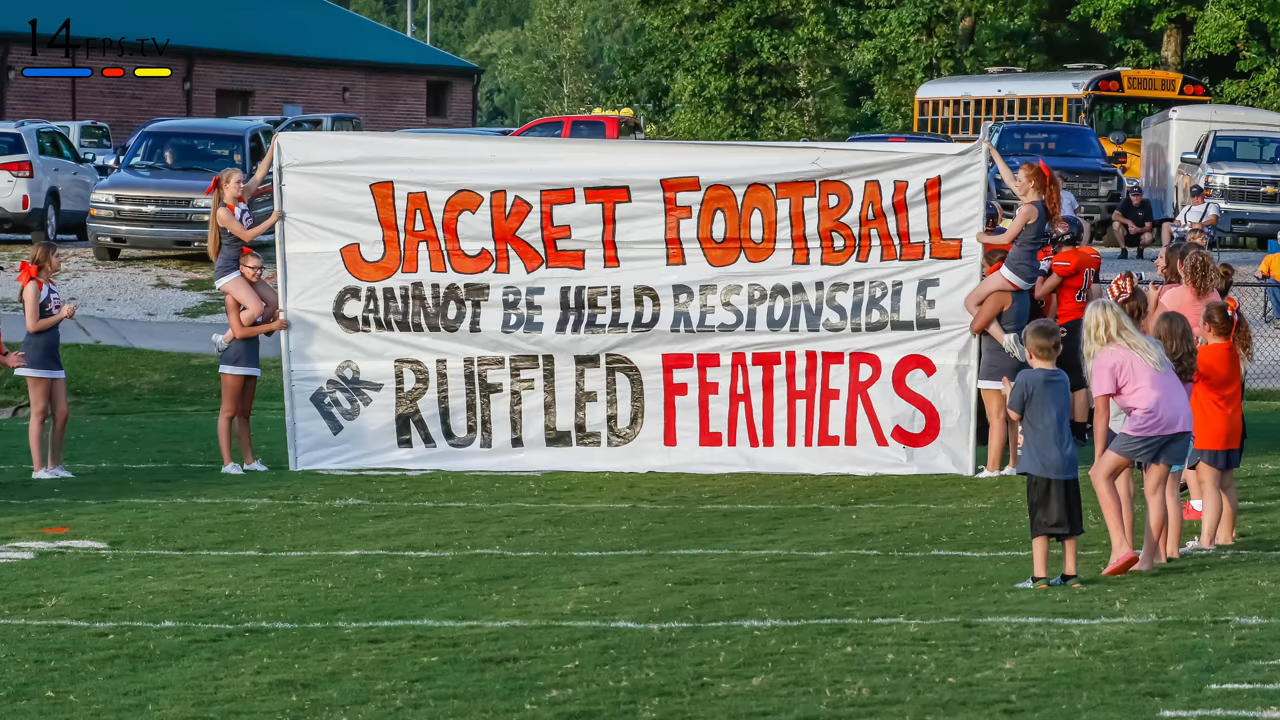 14FPS.TV
SCHOOL BUS
JACKET FOOTBALL
CANNOT BE HELD RESPONSIBLE
FOR RUFFLED FEATHERS